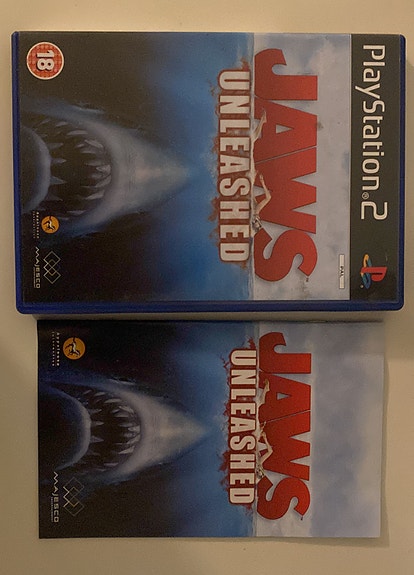 PlayStation®2
PAL
JAWS
UNLEASHED
18
MAJESCO
JAWS
UNLEASHED
MAJESCO